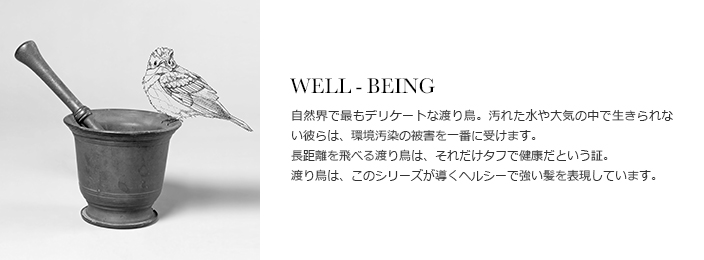 WELL - BEING
自然界で最もデリケートな渡り鳥。汚れた水や大気の中で生きられな
い彼らは、環境汚染の被害を一番に受けます。
長距離を飛べる渡り鳥は、それだけタフで健康だという証。
渡り鳥は、このシリーズが導くヘルシーで強い髪を表現しています。